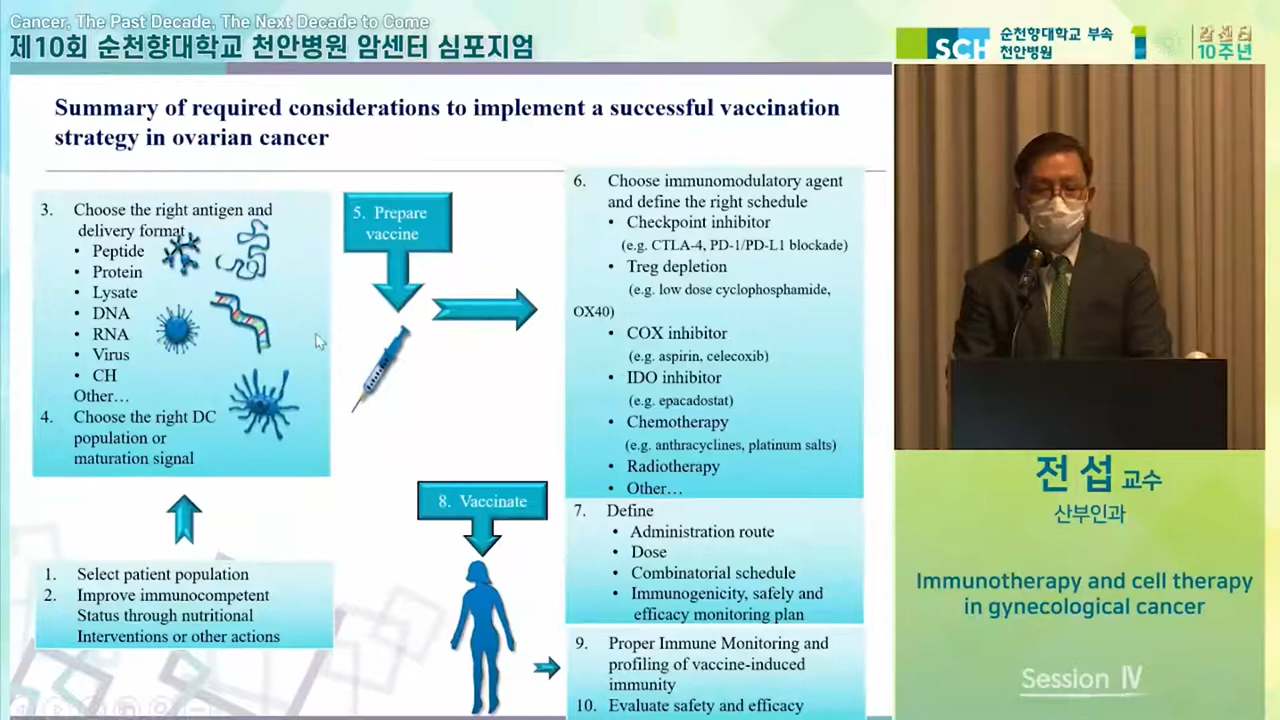 Cancer, The Past Decade, The Next Decade to Come
제10회 순천향대학교 천안병원 암센터 심포지엄
SCH
순천향대학교 부속
천안병원
암센터
10주년
Summary of required considerations to implement a successful vaccination
strategy in ovarian cancer
3. Choose the right antigen and
delivery format
• Peptide
• Protein
• Lysate
• DNA
• RNA
• Virus
• CH
Other…
4. Choose the right DC
population or
maturation signal
1. Select patient population
2. Improve immunocompetent
Status through nutritional
Interventions or other actions
5. Prepare
vaccine
8. Vaccinate
6. Choose immunomodulatory agent
and define the right schedule
• Checkpoint inhibitor
(e.g. CTLA-4, PD-1/PD-L1 blockade)
• Treg depletion
(e.g. low dose cyclophosphamide,
OX40)
• COX inhibitor
(e.g. aspirin, celecoxib)
• IDO inhibitor
(e.g. epacadostat)
• Chemotherapy
(e.g. anthracyclines, platinum salts)
• Radiotherapy
• Other…
7. Define
• Administration route
• Dose
• Combinatorial schedule
• Immunogenicity, safely and
efficacy monitoring plan
9. Proper Immune Monitoring and
profiling of vaccine-induced
immunity
10. Evaluate safety and efficacy
전 섭 교수
산부인과
Immunotherapy and cell therapy
in gynecological cancer
Session Ⅳ